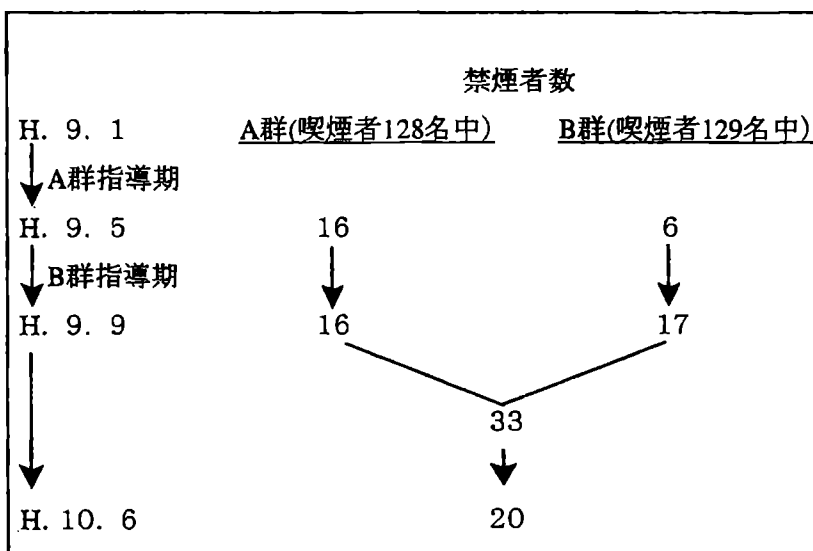 禁煙者数
H. 9. 1 A群(喫煙者128名中) B群(喫煙者129名中)
A群指導期
H. 9. 5 16 6
B群指導期
H. 9. 9 16 17
33
H. 10. 6 20